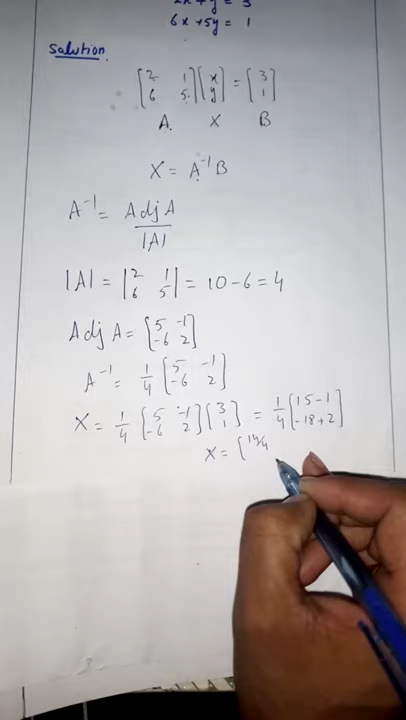 2x + y = 3
6x + 5y = 1
Solution
[2 1
6 5] [x
y] = [3
1]
A. X B
X = A⁻¹B
A⁻¹ = Adj A / |A|
|A| = |2 1
6 5| = 10 - 6 = 4
Adj A = [5 -1
-6 2]
A⁻¹ = 1/4 [5 -1
-6 2]
X = 1/4 [5 -1
-6 2] [3
1] = 1/4 [15 - 1
-18 + 2]
X = [14/4